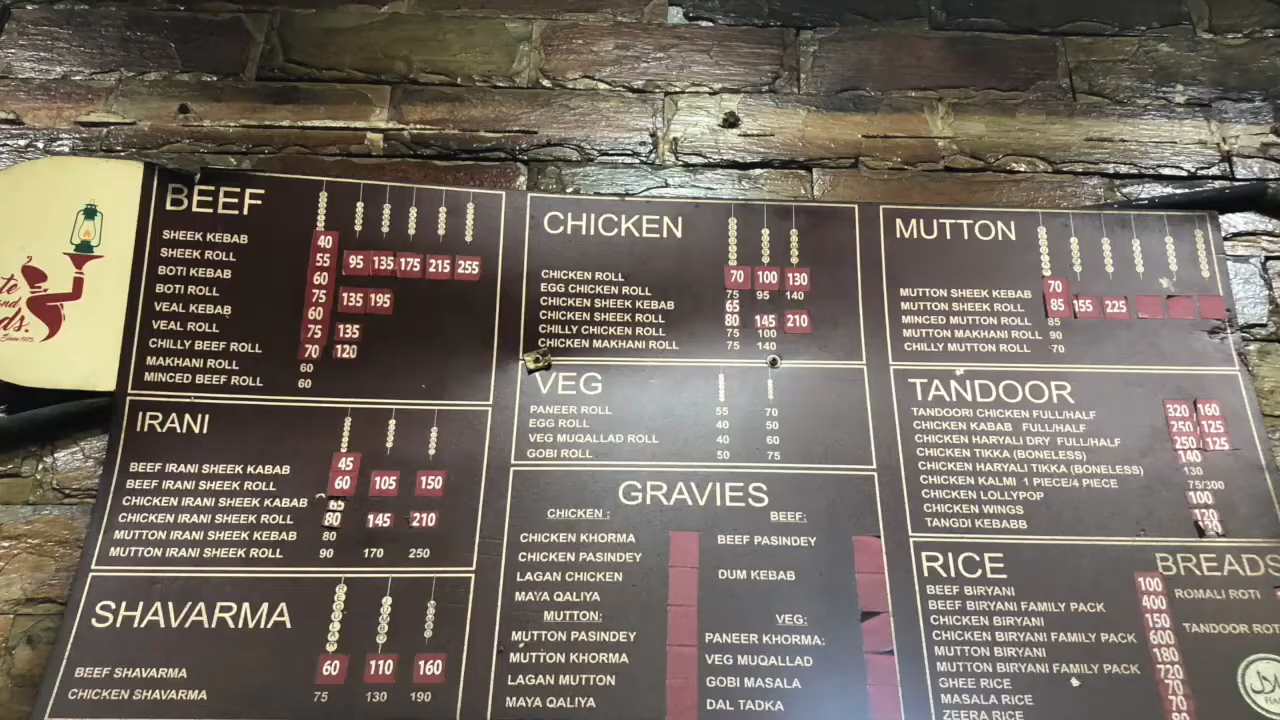 BEEF
SHEEK KEBAB 40
SHEEK ROLL 55 95 135 175 215 255
BOTI KEBAB 60
BOTI ROLL 75 135 195
VEAL KEBAB 60
VEAL ROLL 75 135
CHILLY BEEF ROLL 70 120
MAKHANI ROLL 60
MINCED BEEF ROLL 60
IRANI
BEEF IRANI SHEEK KABAB 45
BEEF IRANI SHEEK ROLL 60 105 150
CHICKEN IRANI SHEEK KABAB 65
CHICKEN IRANI SHEEK ROLL 80 145 210
MUTTON IRANI SHEEK KEBAB 80
MUTTON IRANI SHEEK ROLL 90 170 250
SHAVARMA
REGULAR JUMBO
BEEF SHAVARMA 60 110 160
CHICKEN SHAVARMA 75 130 190
CHICKEN
CHICKEN ROLL 70 100 130
EGG CHICKEN ROLL 75 95 140
CHICKEN SHEEK KEBAB 65
CHICKEN SHEEK ROLL 80 145 210
CHILLY CHICKEN ROLL 75 100
CHICKEN MAKHANI ROLL 75 140
VEG
PANEER ROLL 55 70
EGG ROLL 40 50
VEG MUQALLAD ROLL 40 60
GOBI ROLL 50 75
GRAVIES
CHICKEN :
CHICKEN KHORMA
CHICKEN PASINDEY
LAGAN CHICKEN
MAYA QALIYA
MUTTON:
MUTTON PASINDEY
MUTTON KHORMA
LAGAN MUTTON
MAYA QALIYA
BEEF:
BEEF PASINDEY
DUM KEBAB
VEG:
PANEER KHORMA:
VEG MUQALLAD
GOBI MASALA
DAL TADKA
MUTTON
MUTTON SHEEK KEBAB 70
MUTTON SHEEK ROLL 85 155 225
MINCED MUTTON ROLL 85
MUTTON MAKHANI ROLL 90
CHILLY MUTTON ROLL 70
TANDOOR
TANDOORI CHICKEN FULL/HALF 320 160
CHICKEN KABAB FULL/HALF 250 125
CHICKEN HARYALI DRY FULL/HALF 250/125
CHICKEN TIKKA (BONELESS) 140
CHICKEN HARYALI TIKKA (BONELESS) 130
CHICKEN KALMI 1 PIECE/4 PIECE 75/300
CHICKEN LOLLYPOP 100
CHICKEN WINGS 120
TANGDI KEBABB
RICE
BEEF BIRYANI 100
BEEF BIRYANI FAMILY PACK 400
CHICKEN BIRYANI 150
CHICKEN BIRYANI FAMILY PACK 600
MUTTON BIRYANI 180
MUTTON BIRYANI FAMILY PACK 720
GHEE RICE 70
MASALA RICE 70
ZEERA RICE
BREADS
ROMALI ROTI
TANDOOR ROTI